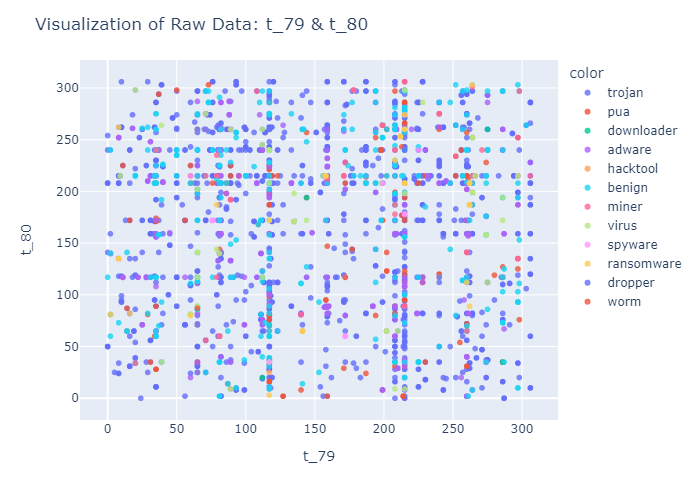 Visualization of Raw Data: t_79 & t_80
color
trojan
pua
downloader
adware
hacktool
benign
miner
virus
spyware
ransomware
dropper
worm
300
250
200
150
100
50
0
t_80
0 50 100 150 200 250 300
t_79